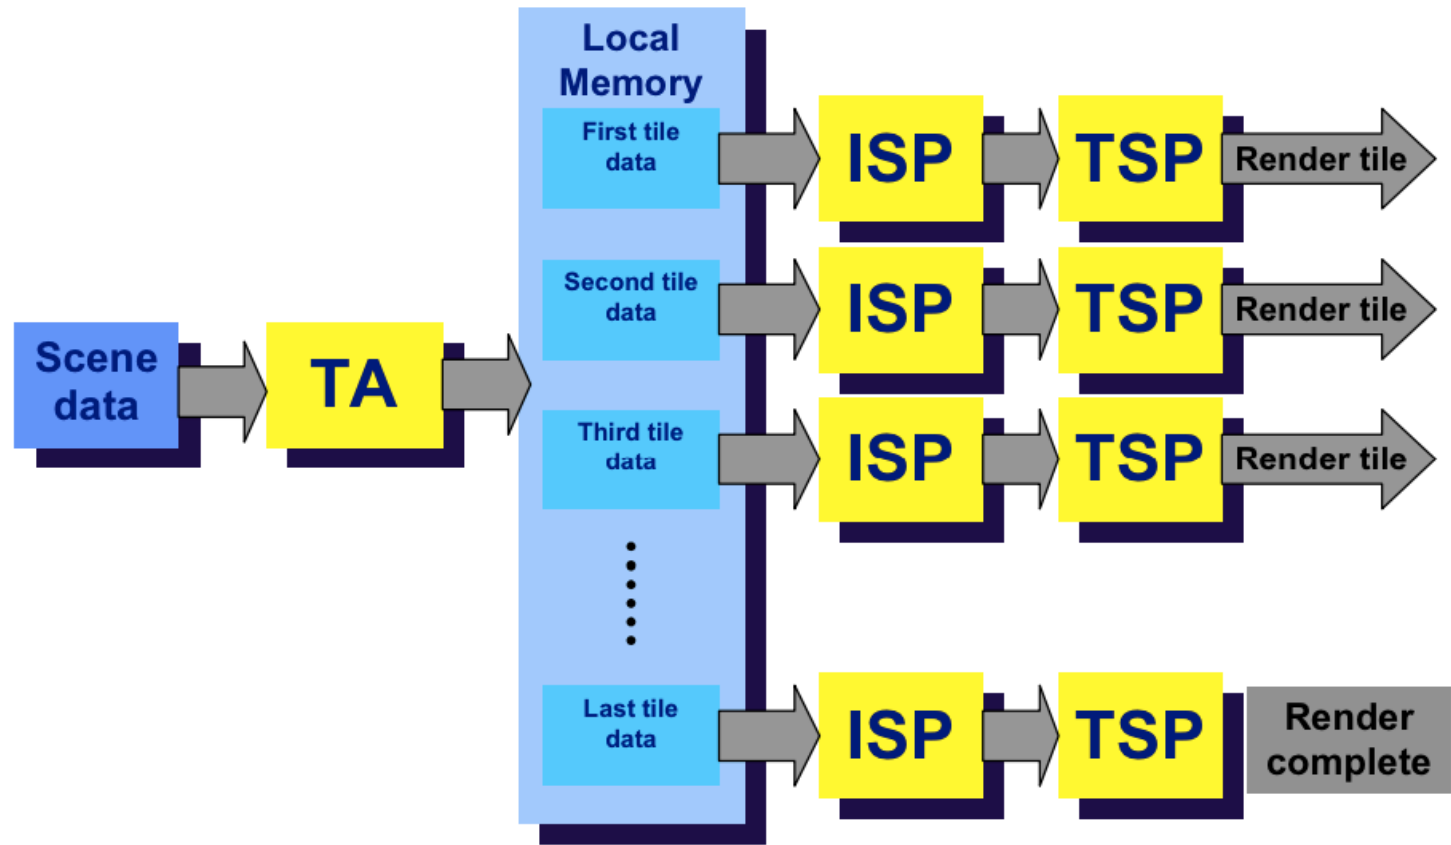 Scene
data
TA
Local
Memory
First tile
data
ISP
TSP
Render tile
Second tile
data
ISP
TSP
Render tile
Third tile
data
ISP
TSP
Render tile
Last tile
data
ISP
TSP
Render
complete